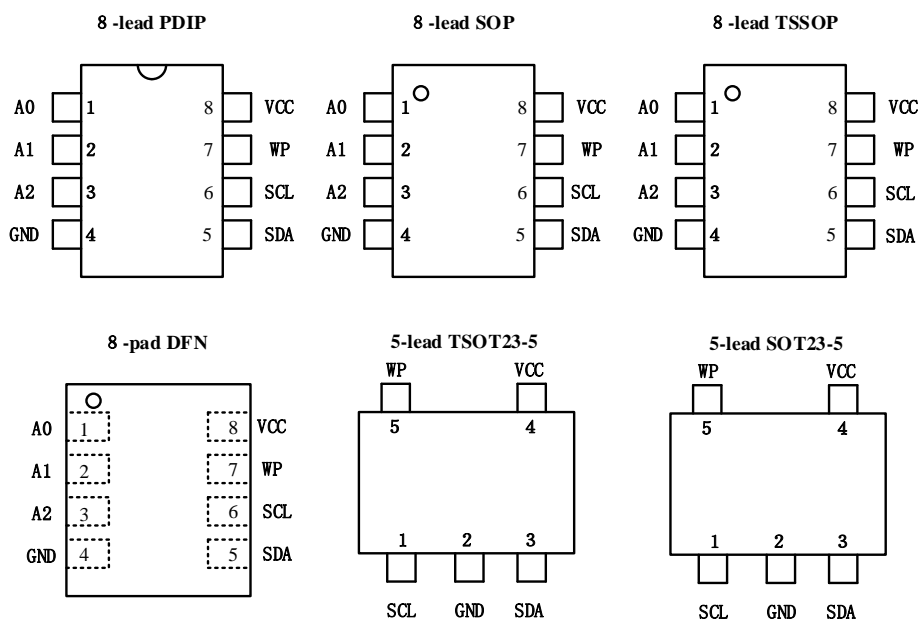 8 -lead PDIP 8 -lead SOP 8 -lead TSSOP
A0 1 8 VCC A0 1 8 VCC A0 1 8 VCC
A1 2 7 WP A1 2 7 WP A1 2 7 WP
A2 3 6 SCL A2 3 6 SCL A2 3 6 SCL
GND 4 5 SDA GND 4 5 SDA GND 4 5 SDA
8 -pad DFN 5-lead TSOT23-5 5-lead SOT23-5
WP VCC WP VCC
A0 1 8 VCC 5 4 5 4
A1 2 7 WP
A2 3 6 SCL
GND 4 5 SDA 1 2 3 1 2 3
SCL GND SDA SCL GND SDA